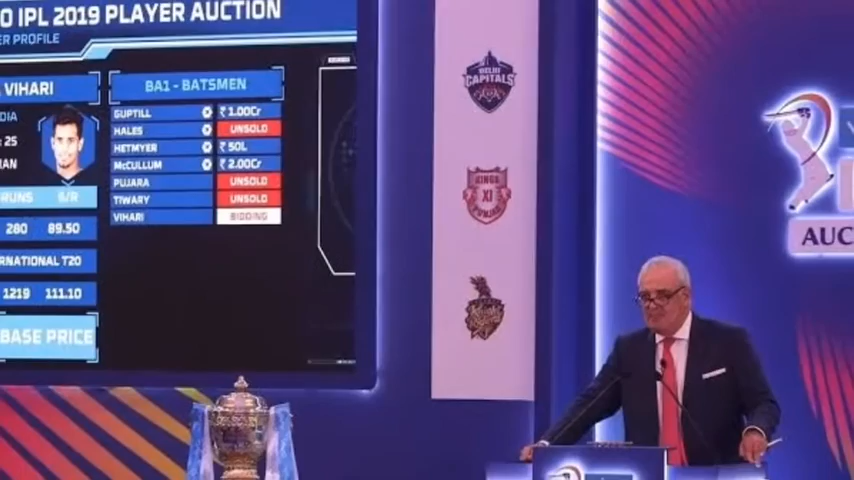 O IPL 2019 PLAYER AUCTION
ER PROFILE
VIHARI
DIA
: 25
MAN
RUNS S/R
280 89.50
ERNATIONAL T20
1219 111.10
BASE PRICE
BA1 - BATSMEN
GUPTILL ₹ 1.00Cr
HALES UNSOLD
HETMYER ₹ 50L
McCULLUM ₹ 2.00Cr
PUJARA UNSOLD
TIWARY UNSOLD
VIHARI BIDDING
DELHI
CAPITALS
KINGS
XI
PUNJAB
AUC